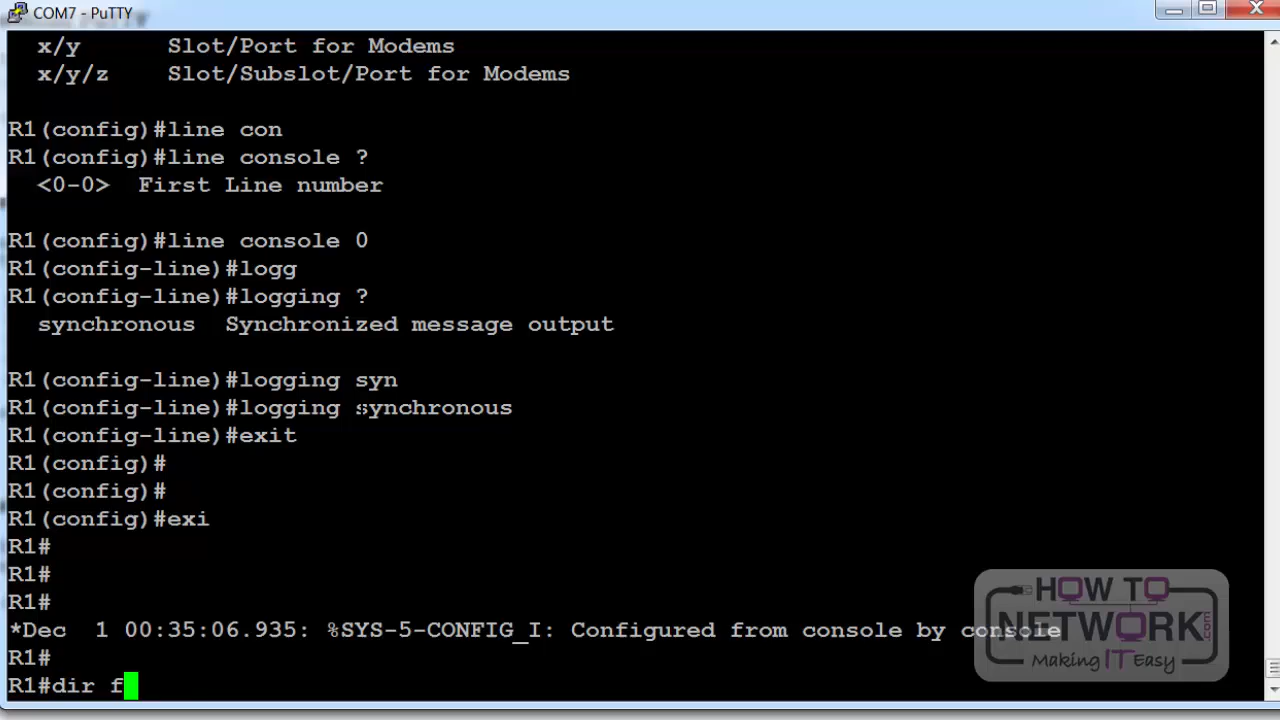 COM7 - PuTTY
x/y Slot/Port for Modems
x/y/z Slot/Subslot/Port for Modems
R1(config)#line con
R1(config)#line console ?
<0-0> First Line number
R1(config)#line console 0
R1(config-line)#logg
R1(config-line)#logging ?
synchronous Synchronized message output
R1(config-line)#logging syn
R1(config-line)#logging synchronous
R1(config-line)#exit
R1(config)#
R1(config)#
R1(config)#exi
R1#
R1#
R1#
*Dec 1 00:35:06.935: %SYS-5-CONFIG_I: Configured from console by console
R1#
R1#dir f
HOW TO
NETWORK.com
Making IT Easy